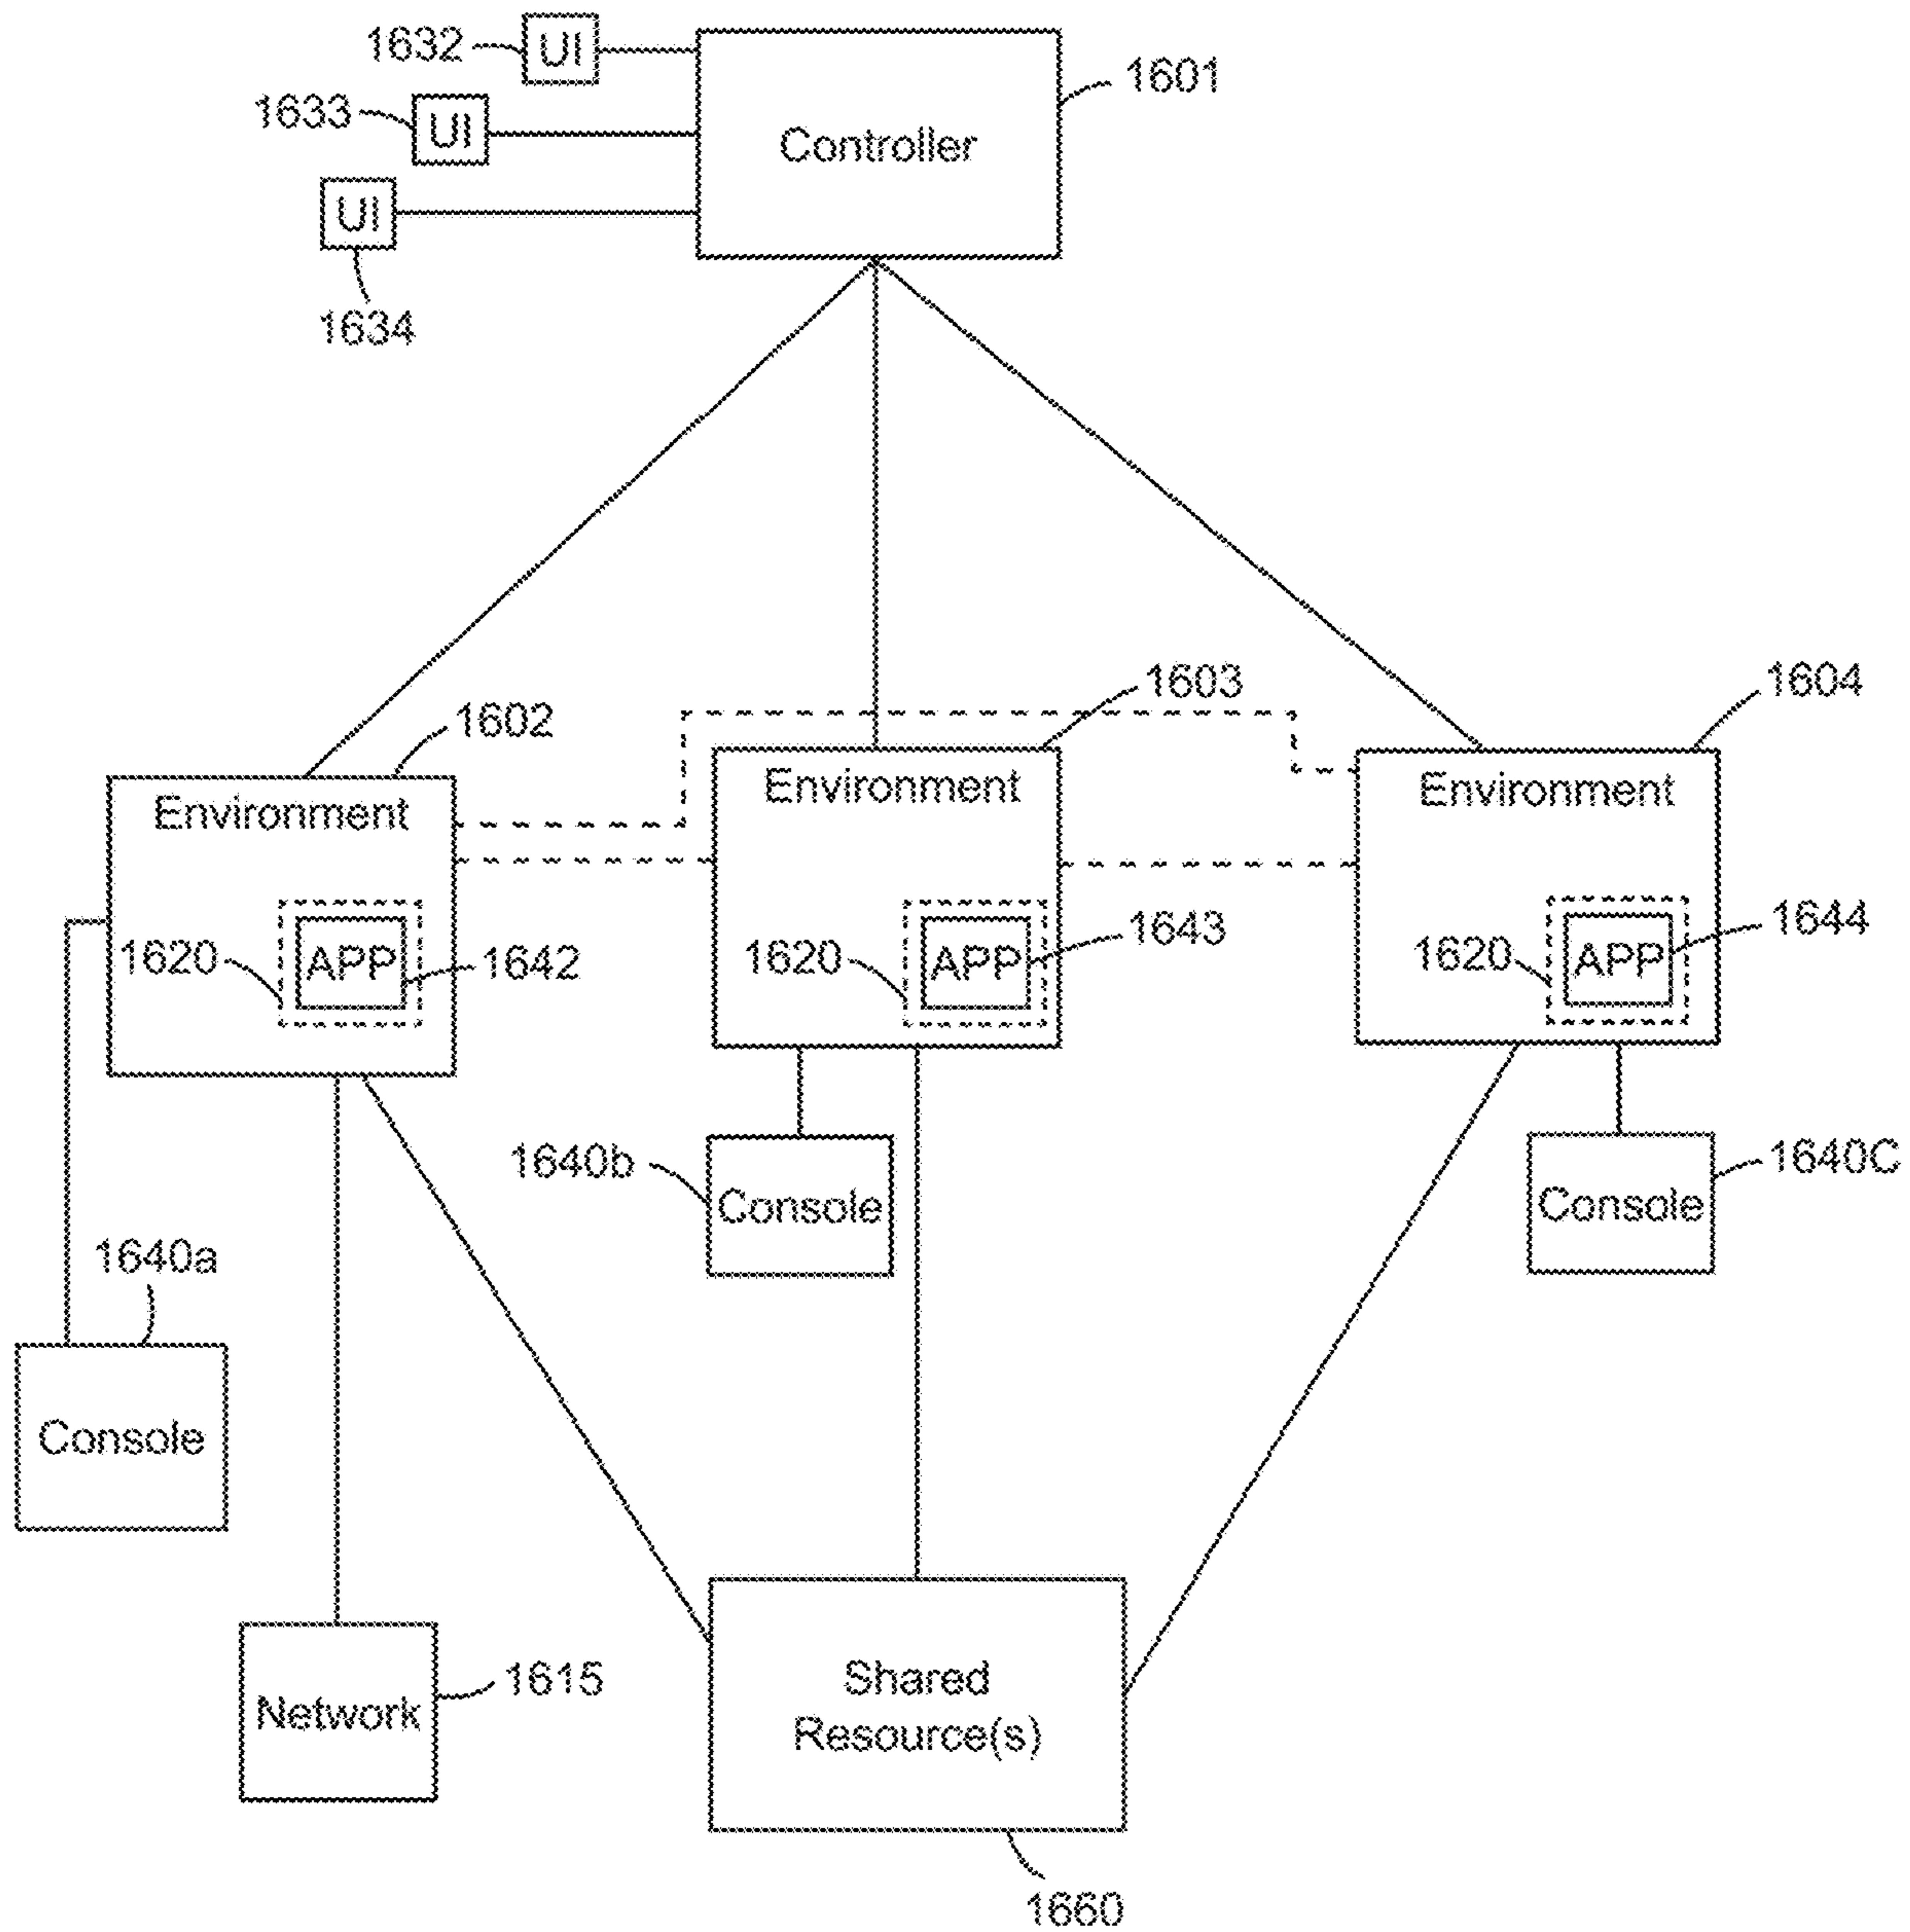 1632
UI
1601
1633
UI
Controller
UI
1634
1603
1604
1602
Environment
Environment
Environment
1620
APP
1642
1620
APP
1643
1620
APP
1644
1640b
Console
1640C
Console
1640a
Console
1615
Network
Shared
Resource(s)
1660